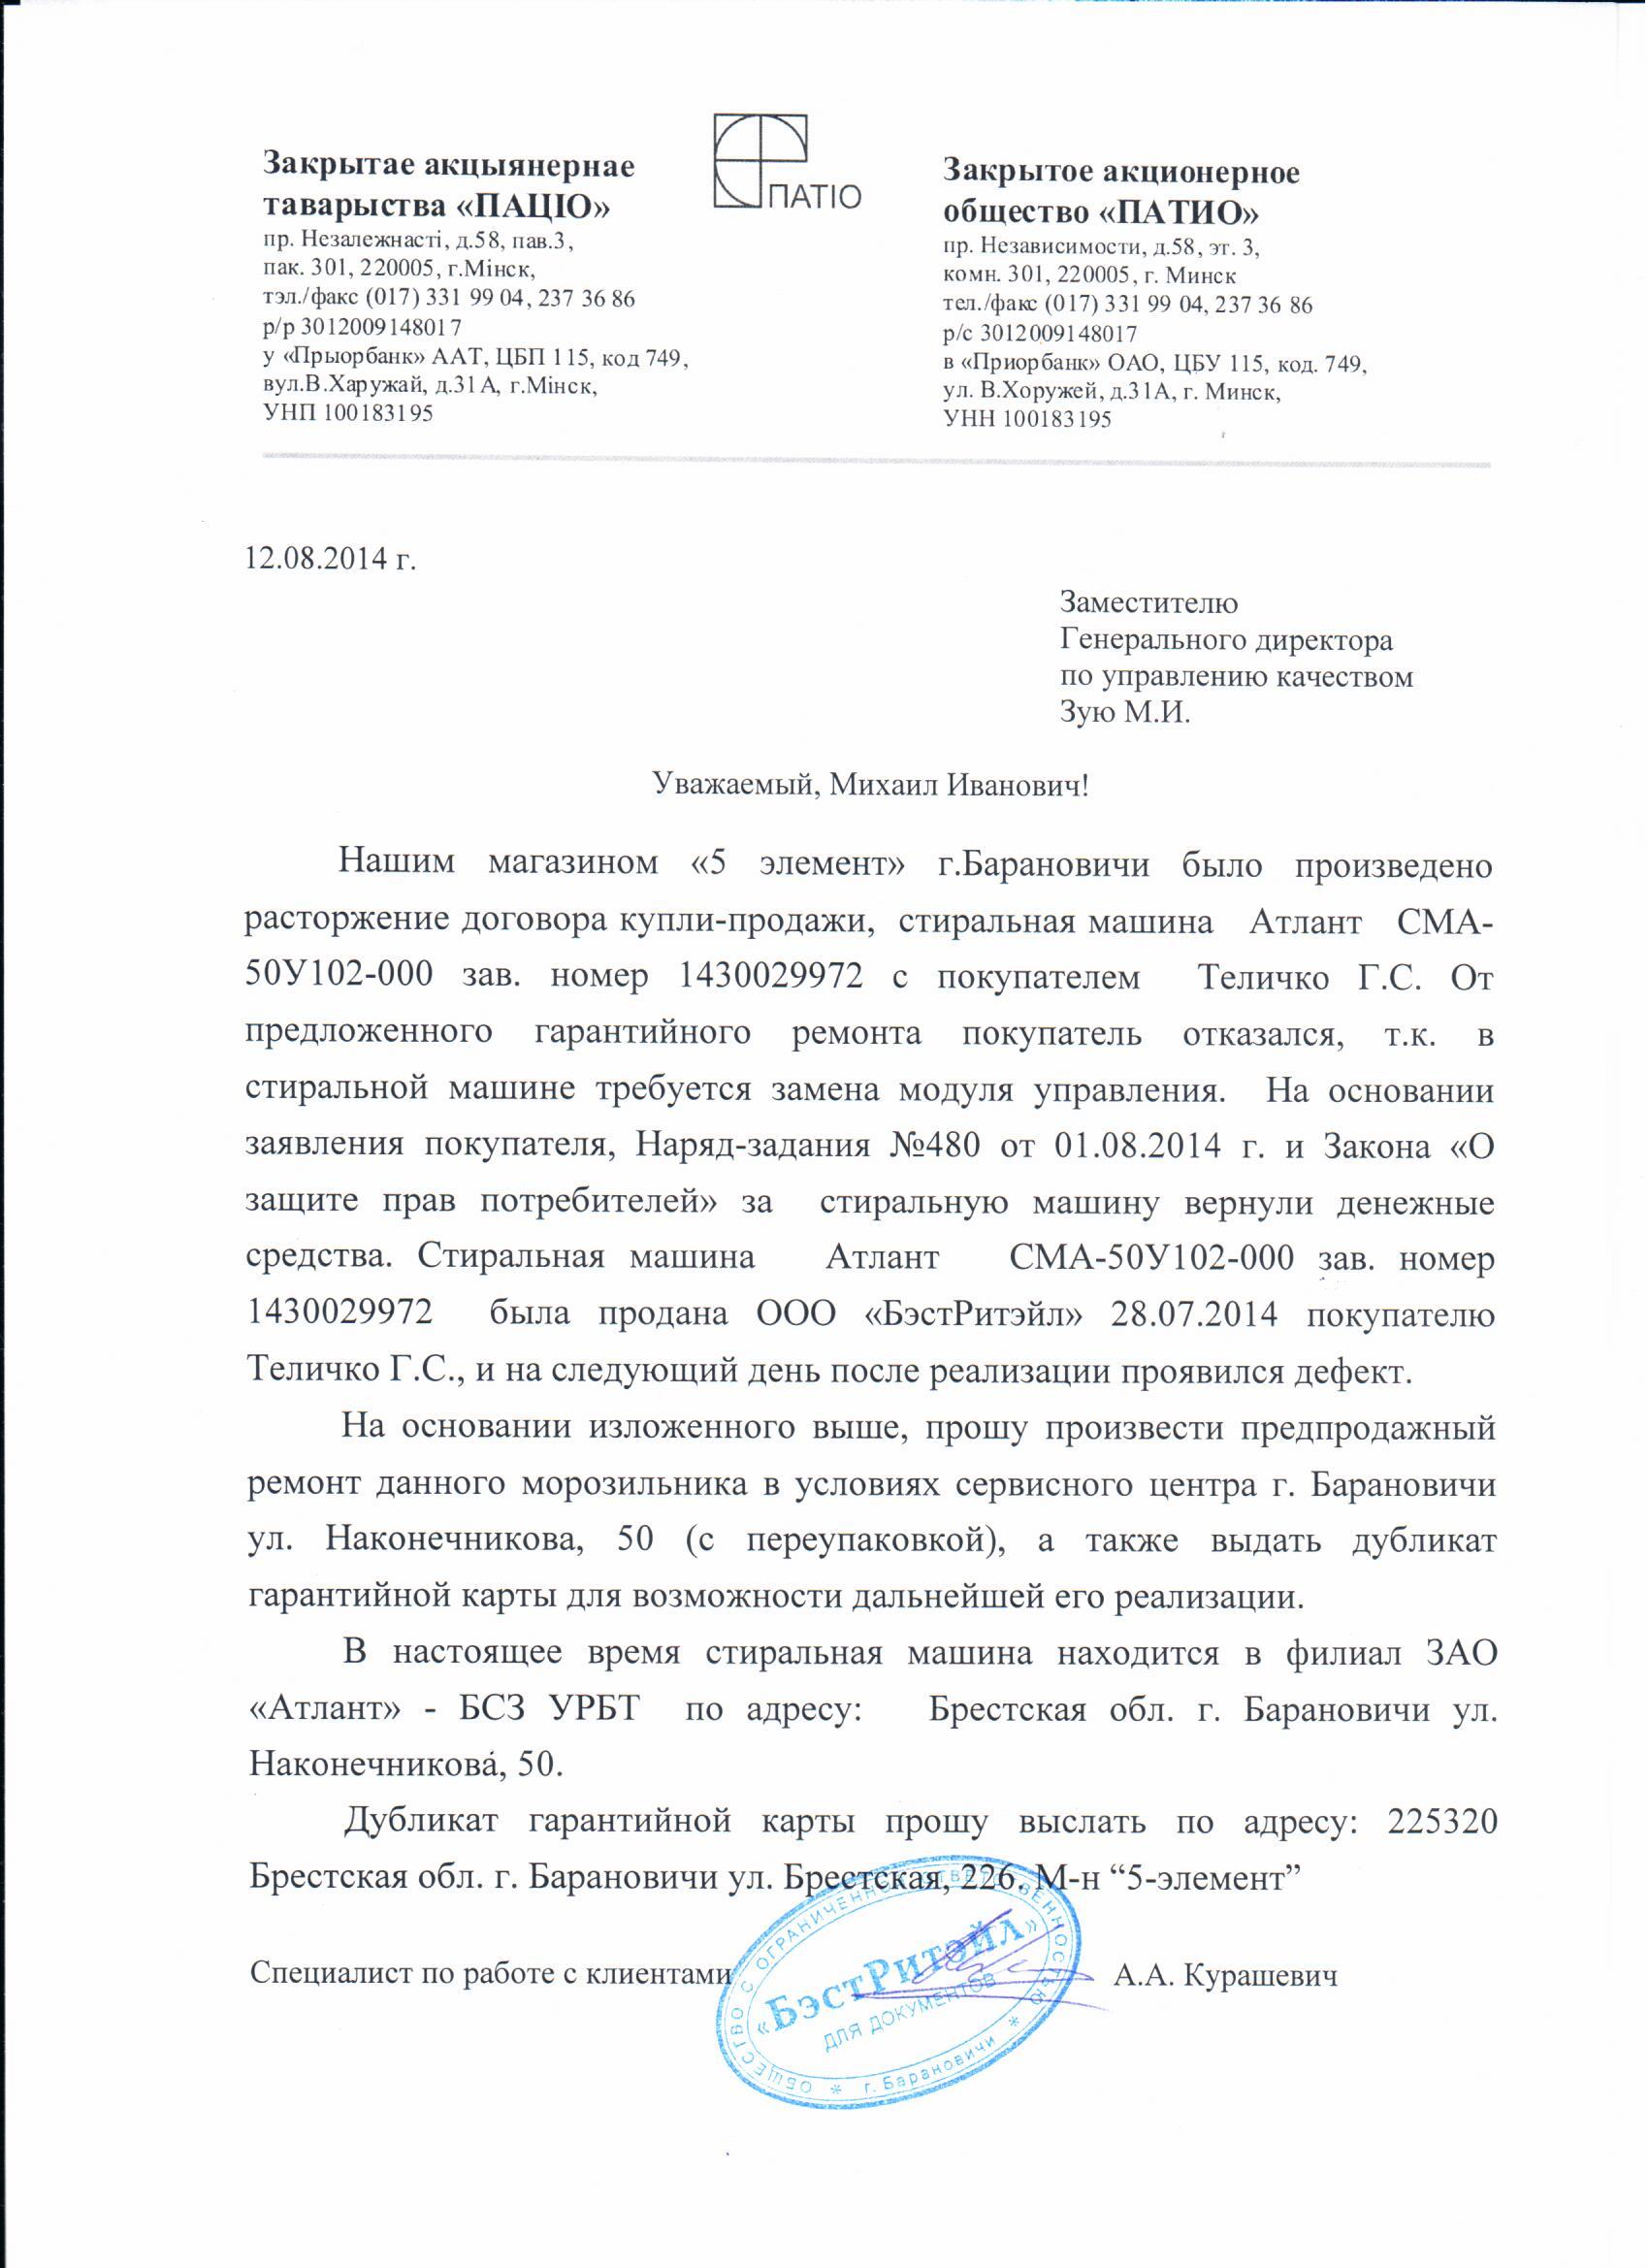 Закрытае акцыянернае
таварыства «ПАЦІО»
пр. Незалежнасті, д.58, пав.3,
пак. 301, 220005, г.Мінск,
тэл./факс (017) 331 99 04, 237 36 86
р/р 3012009148017
у «Прыорбанк» ААТ, ЦБП 115, код 749,
вул.В.Харужай, д.31А, г.Мінск,
УНП 100183195
ПАТІО
Закрытое акционерное
общество «ПАТИО»
пр. Независимости, д.58, эт. 3,
комн. 301, 220005, г. Минск
тел./факс (017) 331 99 04, 237 36 86
р/с 3012009148017
в «Приорбанк» ОАО, ЦБУ 115, код. 749,
ул. В.Хоружей, д.31А, г. Минск,
УНН 100183195
12.08.2014 г.
Заместителю
Генерального директора
по управлению качеством
Зую М.И.
Уважаемый, Михаил Иванович!
Нашим магазином «5 элемент» г.Барановичи было произведено
расторжение договора купли-продажи, стиральная машина Атлант СМА-
50У102-000 зав. номер 1430029972 с покупателем Теличко Г.С. От
предложенного гарантийного ремонта покупатель отказался, т.к. в
стиральной машине требуется замена модуля управления. На основании
заявления покупателя, Наряд-задания №480 от 01.08.2014 г. и Закона «О
защите прав потребителей» за стиральную машину вернули денежные
средства. Стиральная машина Атлант СМА-50У102-000 зав. номер
1430029972 была продана ООО «БэстРитэйл» 28.07.2014 покупателю
Теличко Г.С., и на следующий день после реализации проявился дефект.
На основании изложенного выше, прошу произвести предпродажный
ремонт данного морозильника в условиях сервисного центра г. Барановичи
ул. Наконечникова, 50 (с переупаковкой), а также выдать дубликат
гарантийной карты для возможности дальнейшей его реализации.
В настоящее время стиральная машина находится в филиал ЗАО
«Атлант» - БСЗ УРБТ по адресу: Брестская обл. г. Барановичи ул.
Наконечникова, 50.
Дубликат гарантийной карты прошу выслать по адресу: 225320
Брестская обл. г. Барановичи ул. Брестская, 226. М-н “5-элемент”
Специалист по работе с клиентами А.А. Курашевич
ОБЩЕСТВО С ОГРАНИЧЕННОЙ ОТВЕТСТВЕННОСТЬЮ
«БэстРитэйл»
ДЛЯ ДОКУМЕНТОВ
* г. Барановичи *